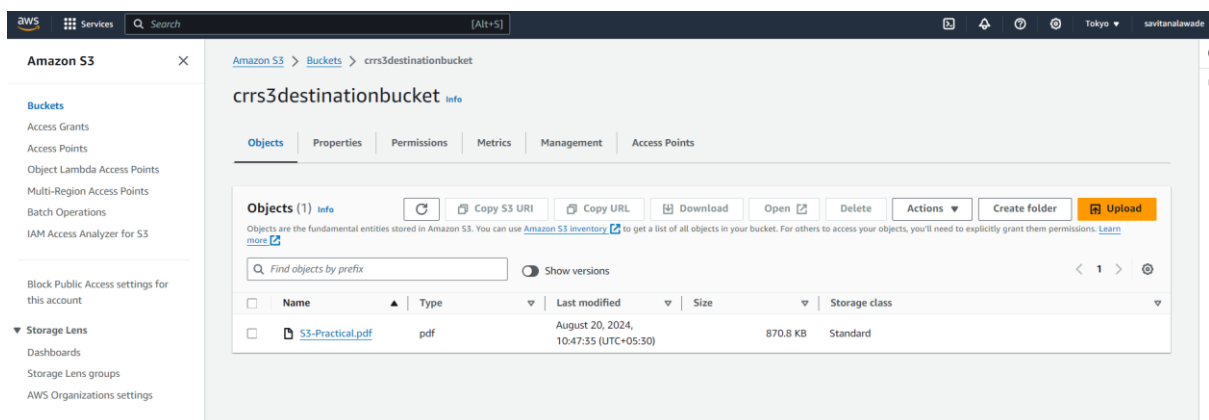 aws Services Search [Alt+S] Tokyo savitanalawade
Amazon S3
Buckets
Access Grants
Access Points
Object Lambda Access Points
Multi-Region Access Points
Batch Operations
IAM Access Analyzer for S3
Block Public Access settings for
this account
Storage Lens
Dashboards
Storage Lens groups
AWS Organizations settings
Amazon S3 > Buckets > crrs3destinationbucket
crrs3destinationbucket Info
Objects Properties Permissions Metrics Management Access Points
Objects (1) Info Copy S3 URI Copy URL Download Open Delete Actions Create folder Upload
Objects are the fundamental entities stored in Amazon S3. You can use Amazon S3 inventory to get a list of all objects in your bucket. For others to access your objects, you'll need to explicitly grant them permissions. Learn
more
Find objects by prefix Show versions 1
Name Type Last modified Size Storage class
S3-Practical.pdf pdf August 20, 2024, 870.8 KB Standard
10:47:35 (UTC+05:30)